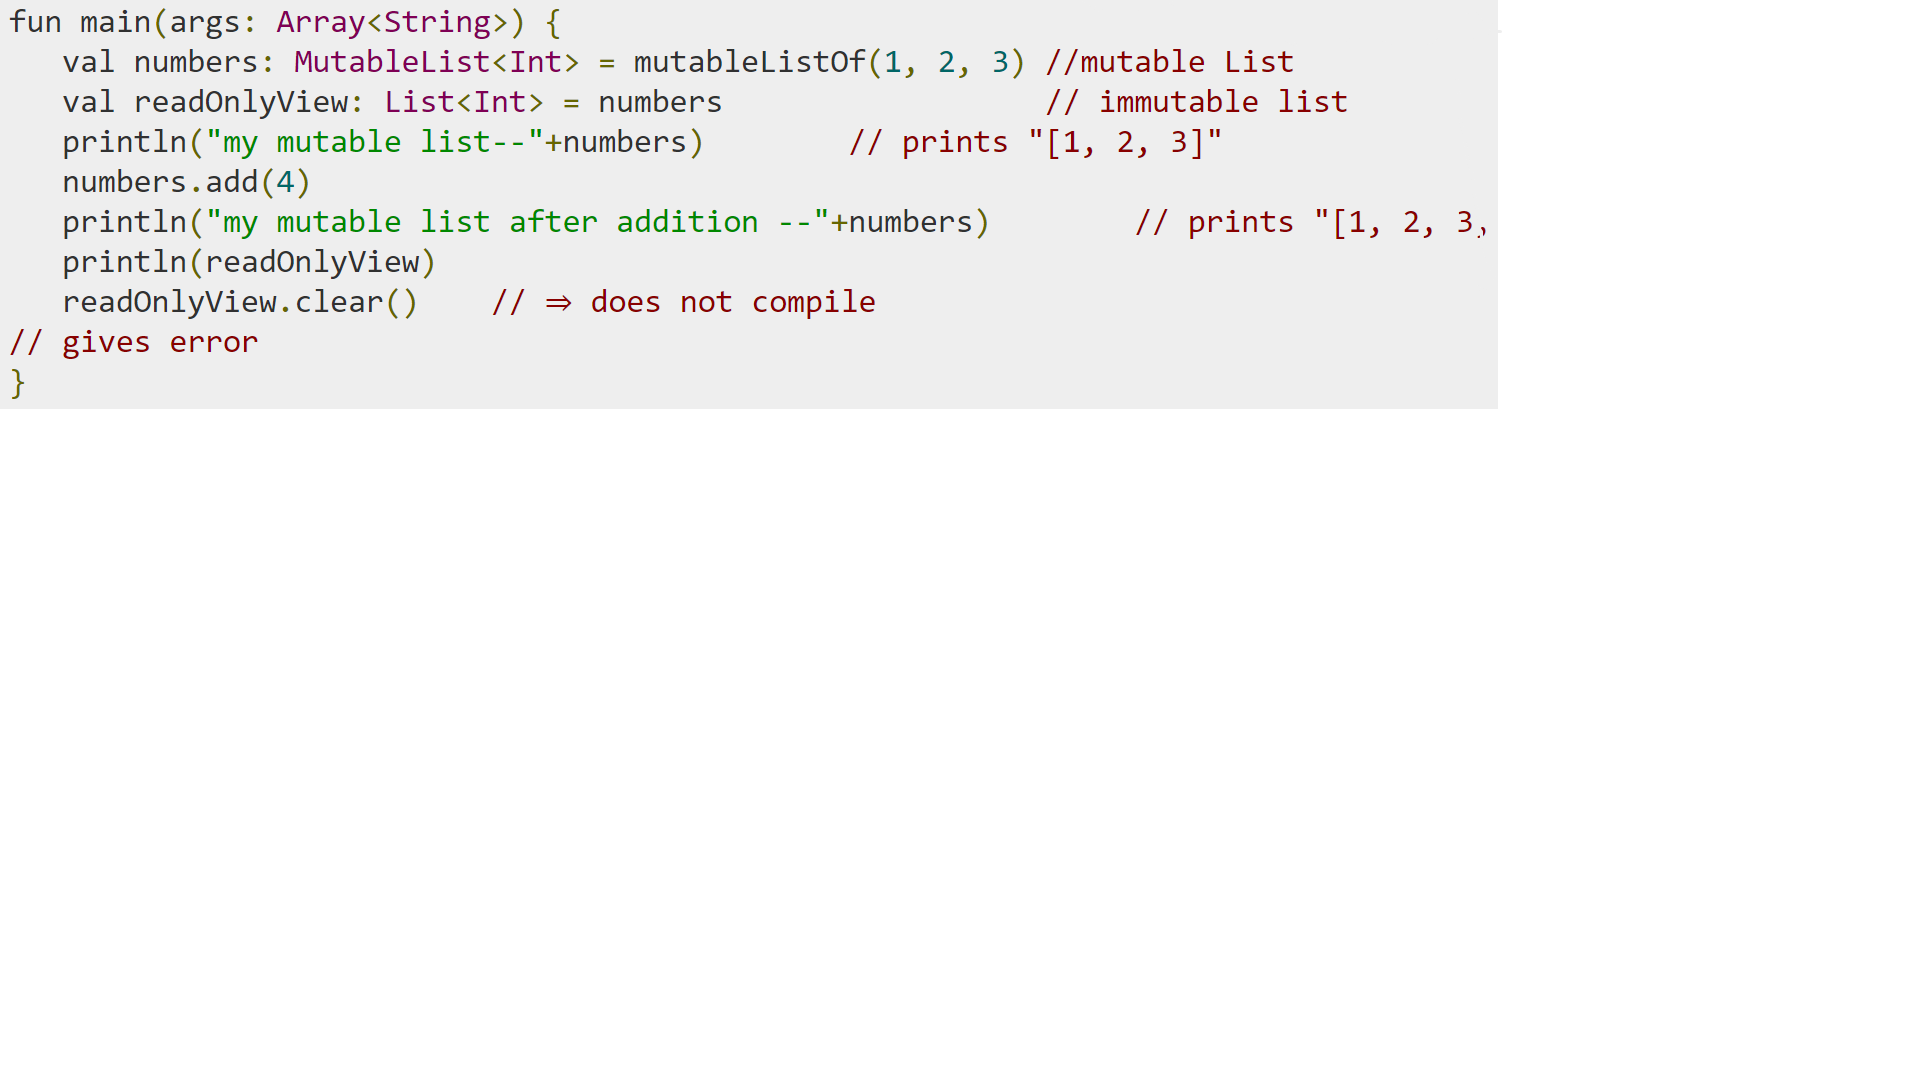 fun main(args: Array<String>) {
   val numbers: MutableList<Int> = mutableListOf(1, 2, 3) //mutable List
   val readOnlyView: List<Int> = numbers                  // immutable list
   println("my mutable list--"+numbers)        // prints "[1, 2, 3]"
   numbers.add(4)
   println("my mutable list after addition --"+numbers)        // prints "[1, 2, 3,
   println(readOnlyView)
   readOnlyView.clear()    // ⇒ does not compile
// gives error
}